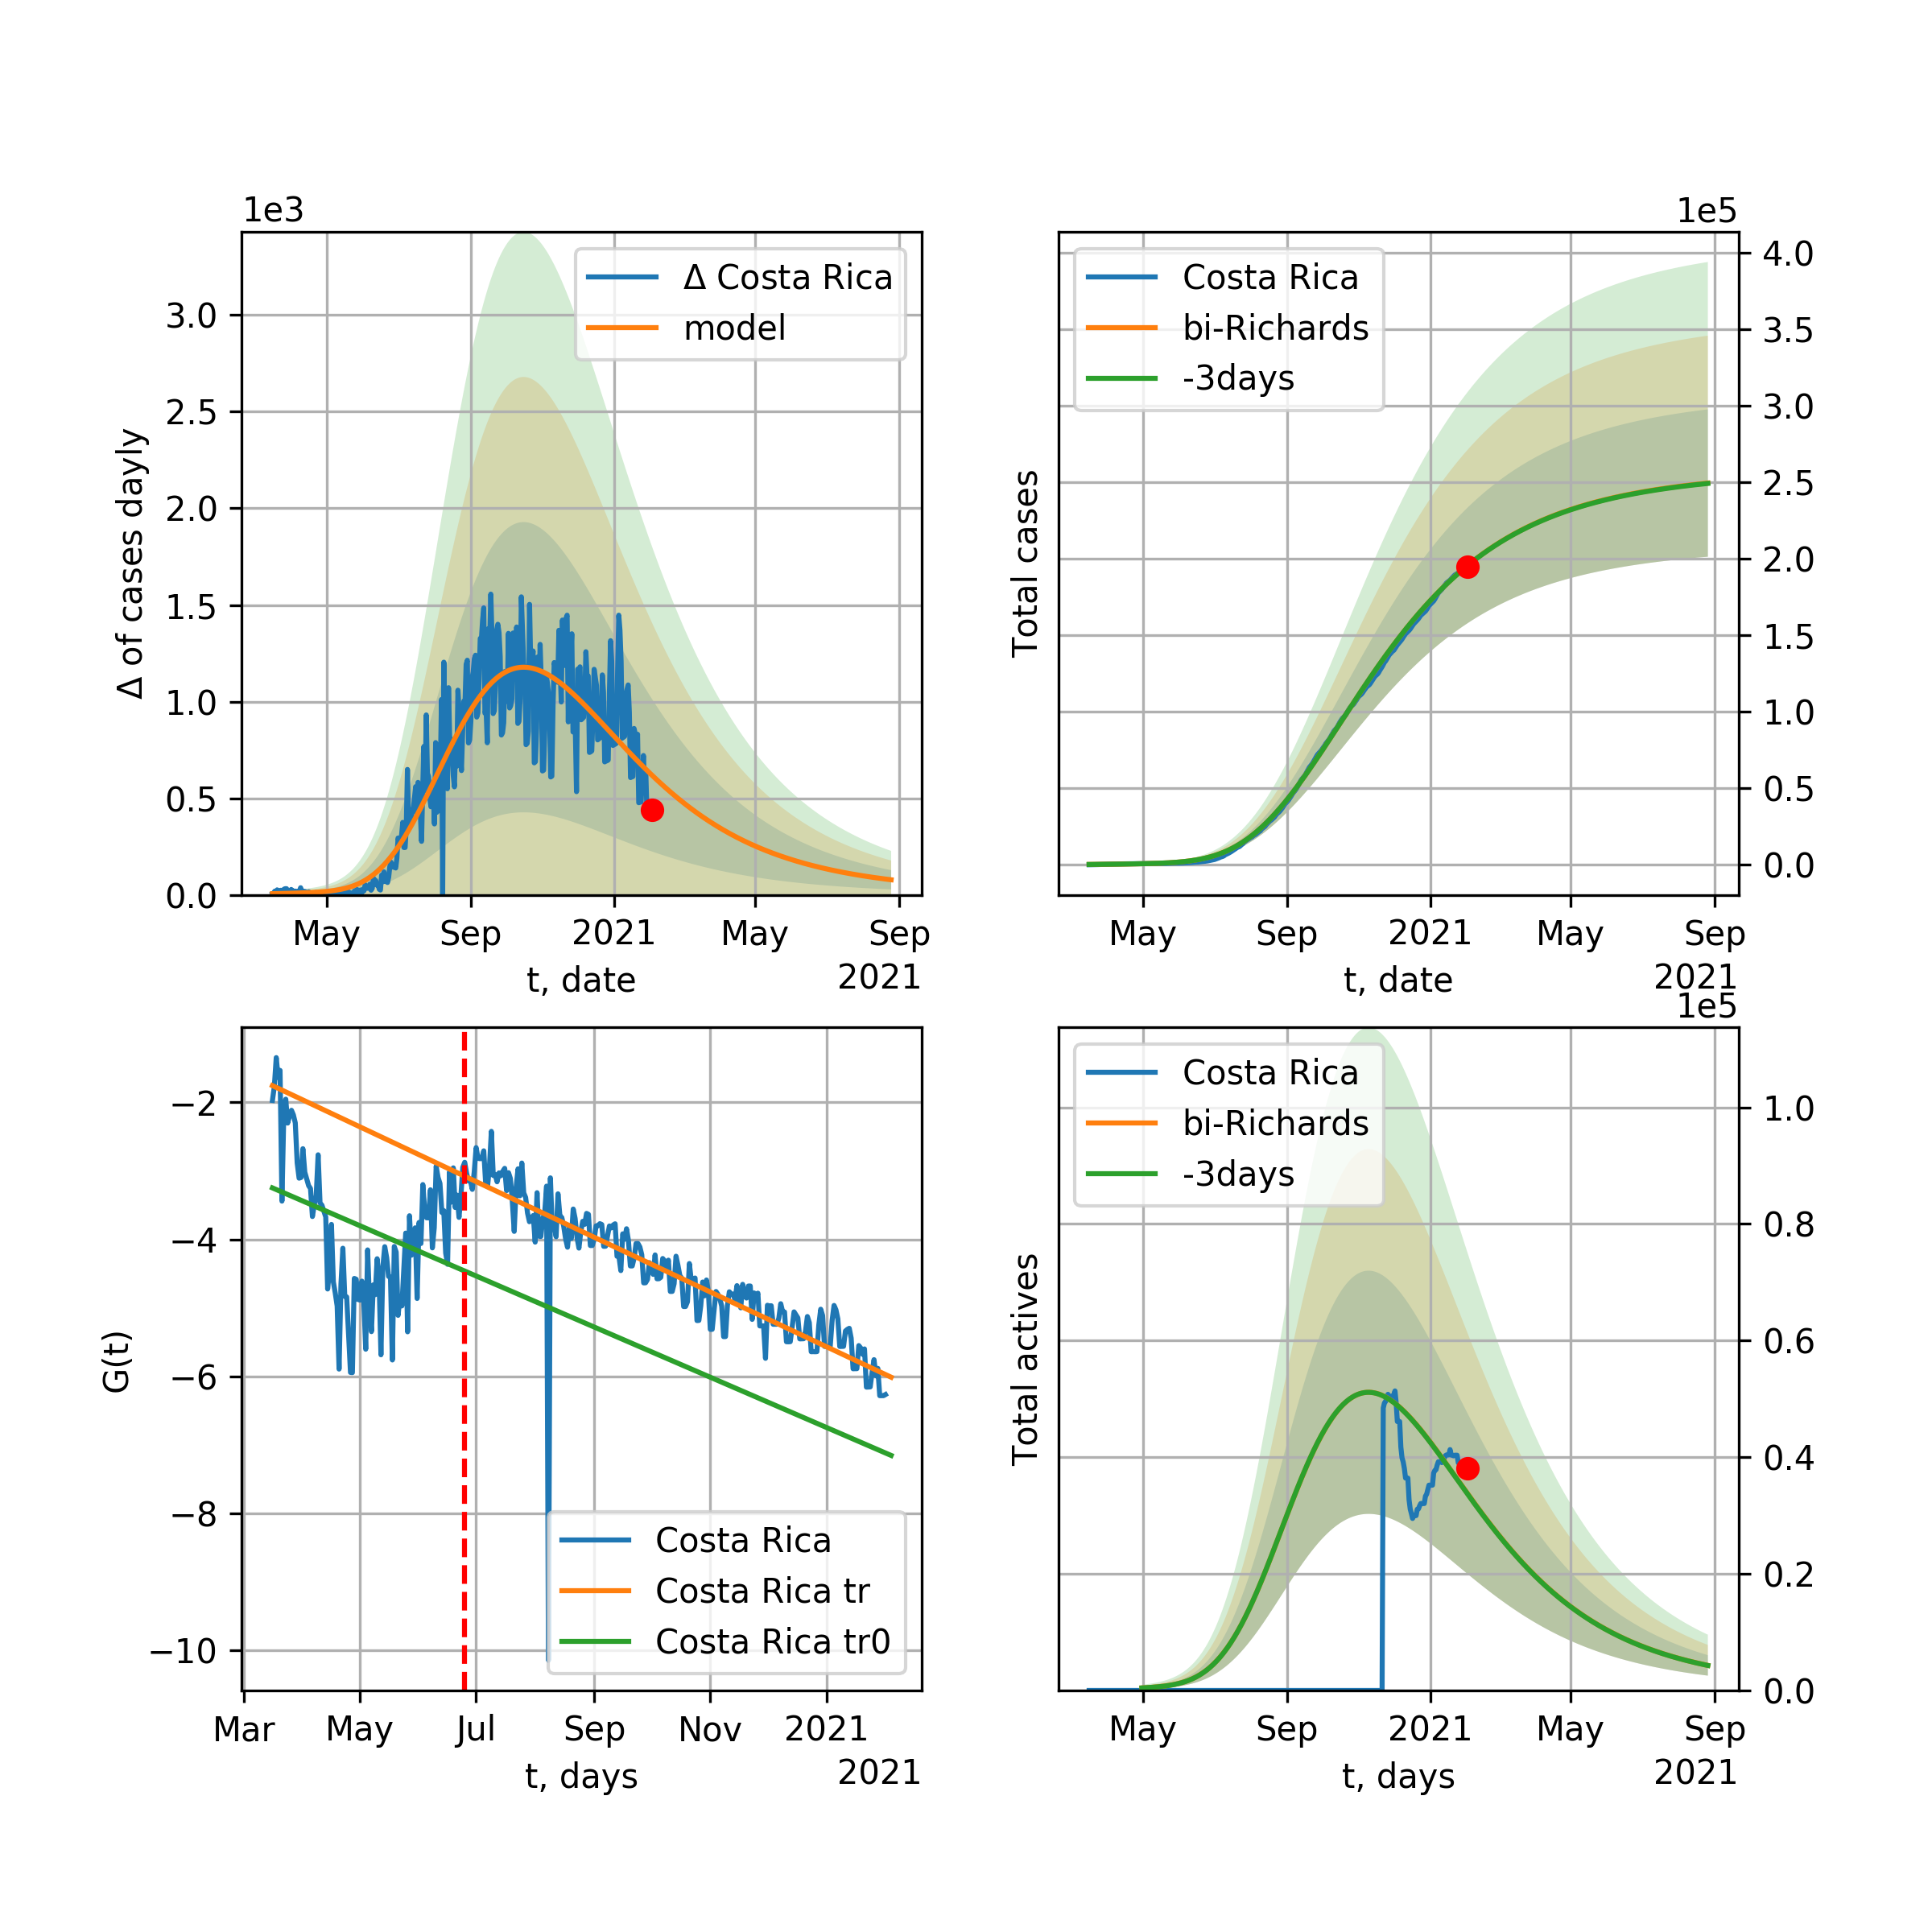 1e3
Δ Costa Rica
model
3.0
2.5
2.0
1.5
1.0
0.5
0.0
Δ of cases dayly
May Sep 2021 May Sep
t, date
2021
1e5
Costa Rica
bi-Richards
-3days
4.0
3.5
3.0
2.5
2.0
1.5
1.0
0.5
0.0
Total cases
May Sep 2021 May Sep
t, date
2021
−2
−4
−6
−8
−10
G(t)
Costa Rica
Costa Rica tr
Costa Rica tr0
Mar May Jul Sep Nov 2021
t, days
2021
1e5
Costa Rica
bi-Richards
-3days
1.0
0.8
0.6
0.4
0.2
0.0
Total actives
May Sep 2021 May Sep
t, days
2021